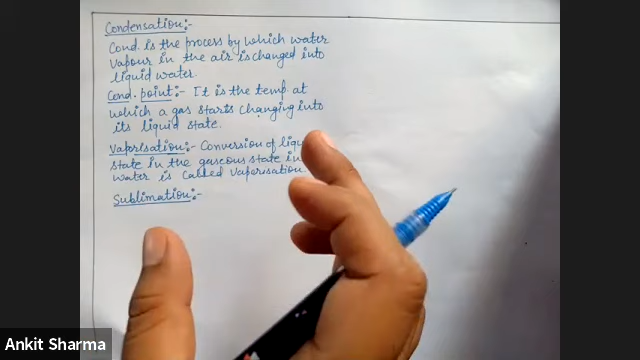 Condensation:-
Cond. is the process by which water
vapour in the air is changed into
liquid water.
Cond. point:- It is the temp. at
which a gas starts changing into
its liquid state.
Vaporisation:- Conversion of
state in the gaseous state in
water is called vaporisation.
Sublimation:-
Ankit Sharma